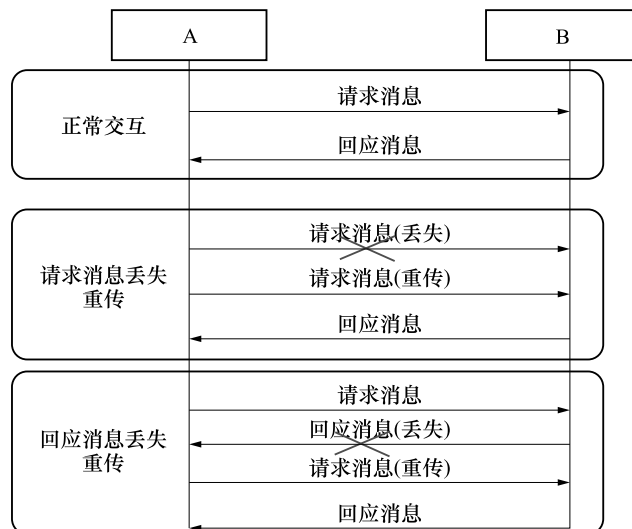 A
B
正常交互
请求消息
回应消息
请求消息丢失
重传
请求消息(丢失)
请求消息(重传)
回应消息
回应消息丢失
重传
请求消息
回应消息(丢失)
请求消息(重传)
回应消息